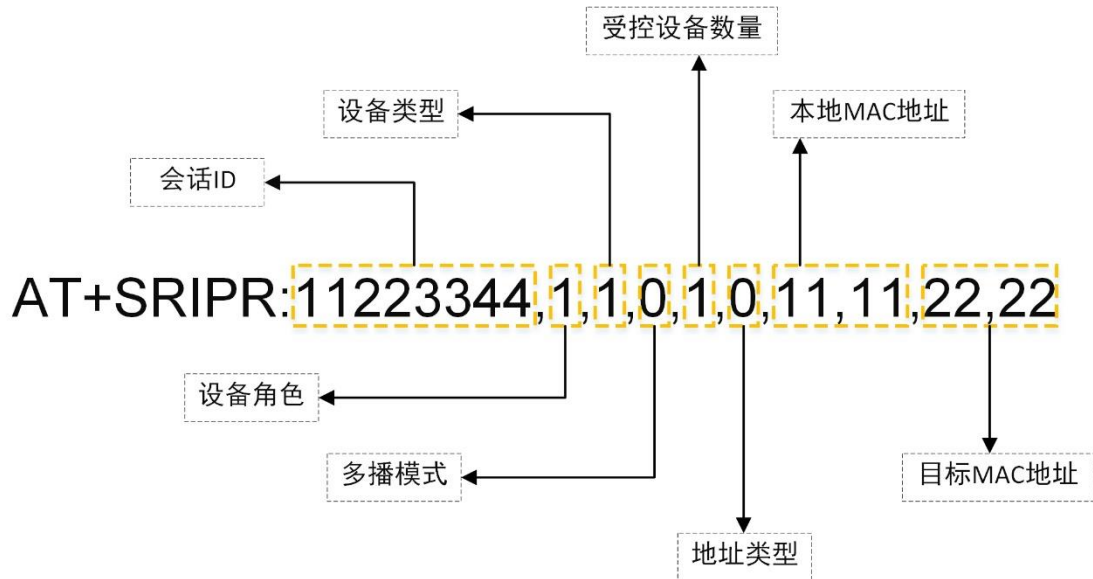 受控设备数量
设备类型
本地MAC地址
会话ID
AT+SRIPR:11223344,1,1,0,1,0,11,11,22,22
设备角色
多播模式
目标MAC地址
地址类型